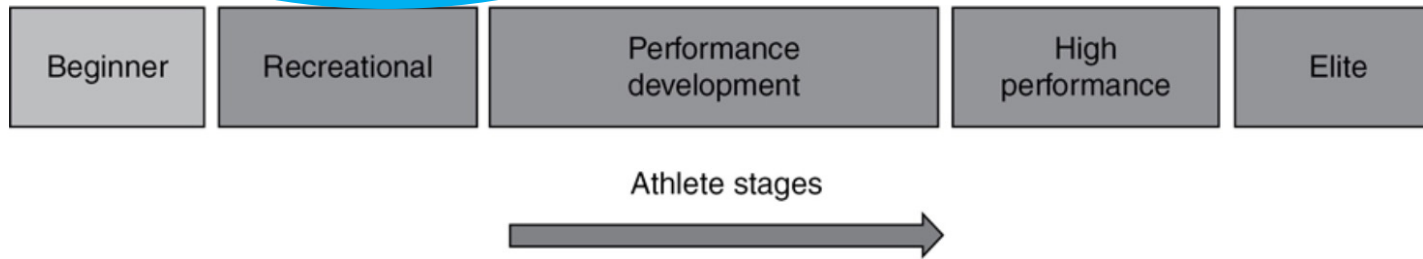 Beginner
Recreational
Performance
development
High
performance
Elite
Athlete stages